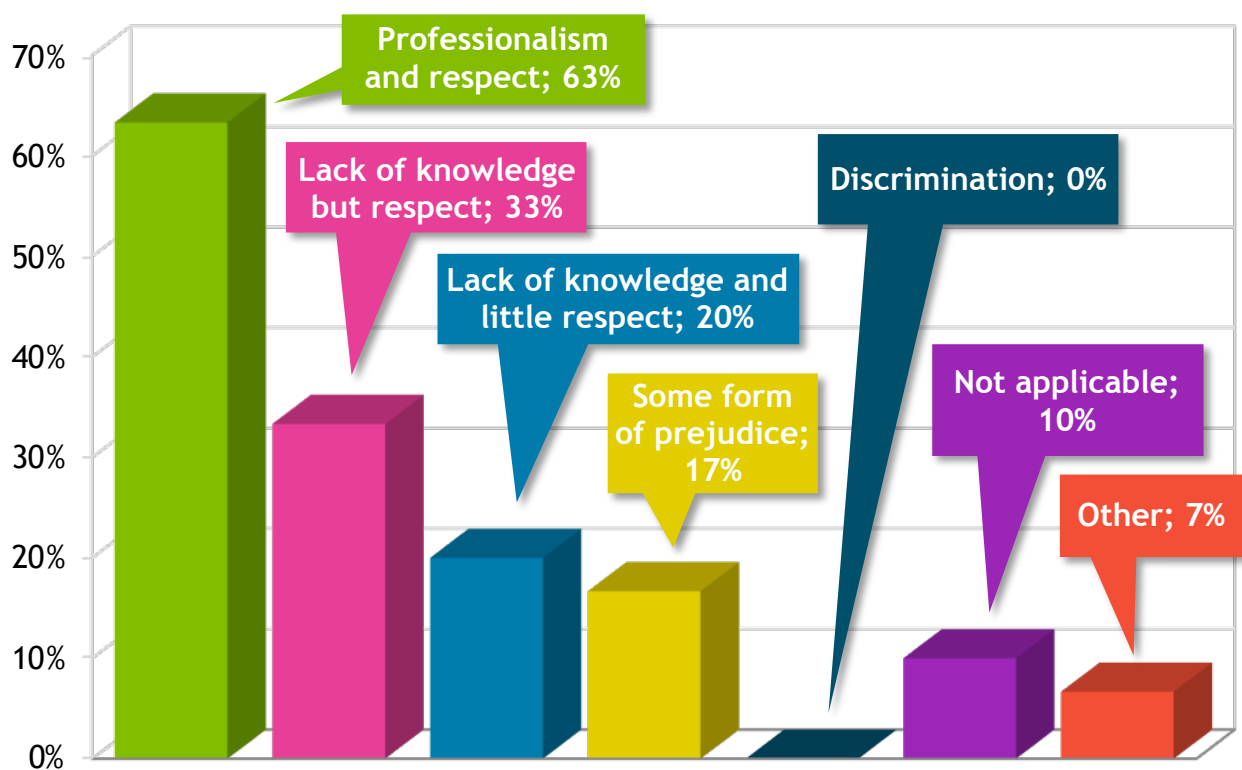 70%
60%
50%
40%
30%
20%
10%
0%
Professionalism
and respect; 63%
Lack of knowledge
but respect; 33%
Lack of knowledge and
little respect; 20%
Some form
of prejudice;
17%
Discrimination; 0%
Not applicable;
10%
Other; 7%